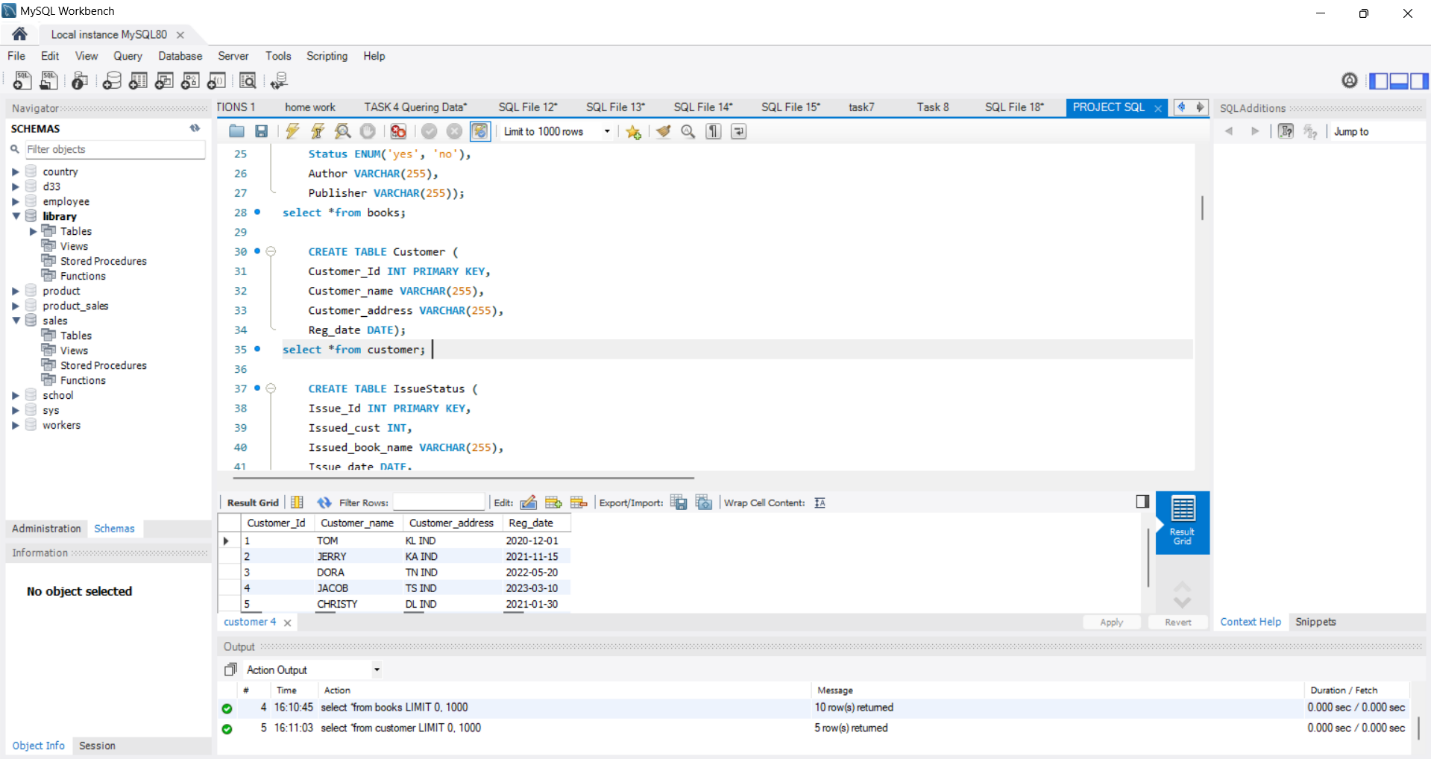 MySQL Workbench
Local instance MySQL80
File Edit View Query Database Server Tools Scripting Help
Navigator
SCHEMAS
Filter objects
country
d33
employee
library
Tables
Views
Stored Procedures
Functions
product
product_sales
sales
Tables
Views
Stored Procedures
Functions
school
sys
workers
Administration Schemas
Information
No object selected
Object Info Session
TIONS 1 home work TASK 4 Quering Data* SQL File 12* SQL File 13* SQL File 14* SQL File 15* task7 Task 8 SQL File 18* PROJECT SQL
Limit to 1000 rows
25 Status ENUM('yes', 'no'),
26 Author VARCHAR(255),
27 Publisher VARCHAR(255));
28 select *from books;
29
30 CREATE TABLE Customer (
31 Customer_Id INT PRIMARY KEY,
32 Customer_name VARCHAR(255),
33 Customer_address VARCHAR(255),
34 Reg_date DATE);
35 select *from customer;
36
37 CREATE TABLE IssueStatus (
38 Issue_Id INT PRIMARY KEY,
39 Issued_cust INT,
40 Issued_book_name VARCHAR(255),
41 Issue_date DATE,
Result Grid Filter Rows: Edit: Export/Import: Wrap Cell Content:
Customer_Id Customer_name Customer_address Reg_date
1 TOM KL IND 2020-12-01
2 JERRY KA IND 2021-11-15
3 DORA TN IND 2022-05-20
4 JACOB TS IND 2023-03-10
5 CHRISTY DL IND 2021-01-30
Result
Grid
customer 4 Apply Revert
Output
Action Output
# Time Action Message Duration / Fetch
4 16:10:45 select *from books LIMIT 0, 1000 10 row(s) returned 0.000 sec / 0.000 sec
5 16:11:03 select *from customer LIMIT 0, 1000 5 row(s) returned 0.000 sec / 0.000 sec
SQLAdditions
Jump to
Context Help Snippets